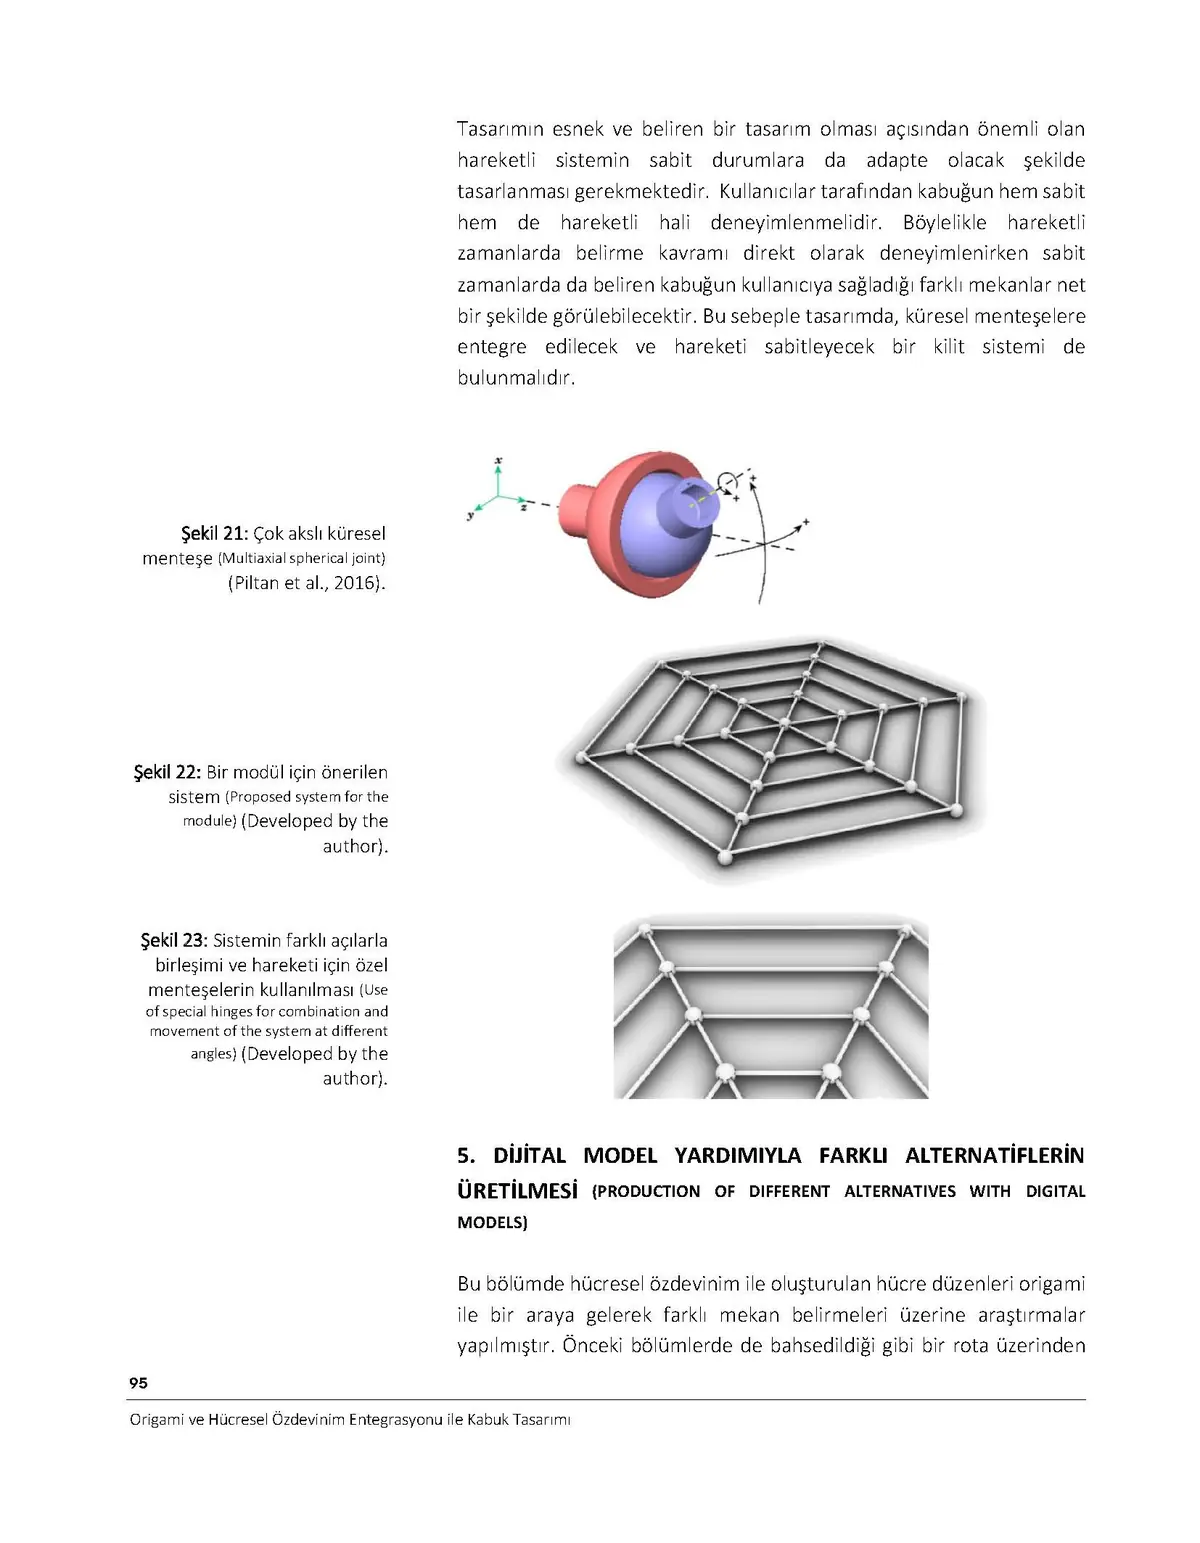 Tasarımın esnek ve beliren bir tasarım olması açısından önemli olan
hareketli sistemin sabit durumlara da adapte olacak şekilde
tasarlanması gerekmektedir. Kullanıcılar tarafından kabuğun hem sabit
hem de hareketli hali deneyimlenmelidir. Böylelikle hareketli
zamanlarda belirme kavramı direkt olarak deneyimlenirken sabit
zamanlarda da beliren kabuğun kullanıcıya sağladığı farklı mekanlar net
bir şekilde görülebilecektir. Bu sebeple tasarımda, küresel menteşelere
entegre edilecek ve hareketi sabitleyecek bir kilit sistemi de
bulunmalıdır.
x
y
z
+
+
+
Şekil 21: Çok akslı küresel
menteşe (Multiaxial spherical joint)
(Piltan et al., 2016).
Şekil 22: Bir modül için önerilen
sistem (Proposed system for the
module) (Developed by the
author).
Şekil 23: Sistemin farklı açılarla
birleşimi ve hareketi için özel
menteşelerin kullanılması (Use
of special hinges for combination and
movement of the system at different
angles) (Developed by the
author).
5. DİJİTAL MODEL YARDIMIYLA FARKLI ALTERNATİFLERİN
ÜRETİLMESİ (PRODUCTION OF DIFFERENT ALTERNATIVES WITH DIGITAL
MODELS)
Bu bölümde hücresel özdevinim ile oluşturulan hücre düzenleri origami
ile bir araya gelerek farklı mekan belirmeleri üzerine araştırmalar
yapılmıştır. Önceki bölümlerde de bahsedildiği gibi bir rota üzerinden
95
Origami ve Hücresel Özdevinim Entegrasyonu ile Kabuk Tasarımı